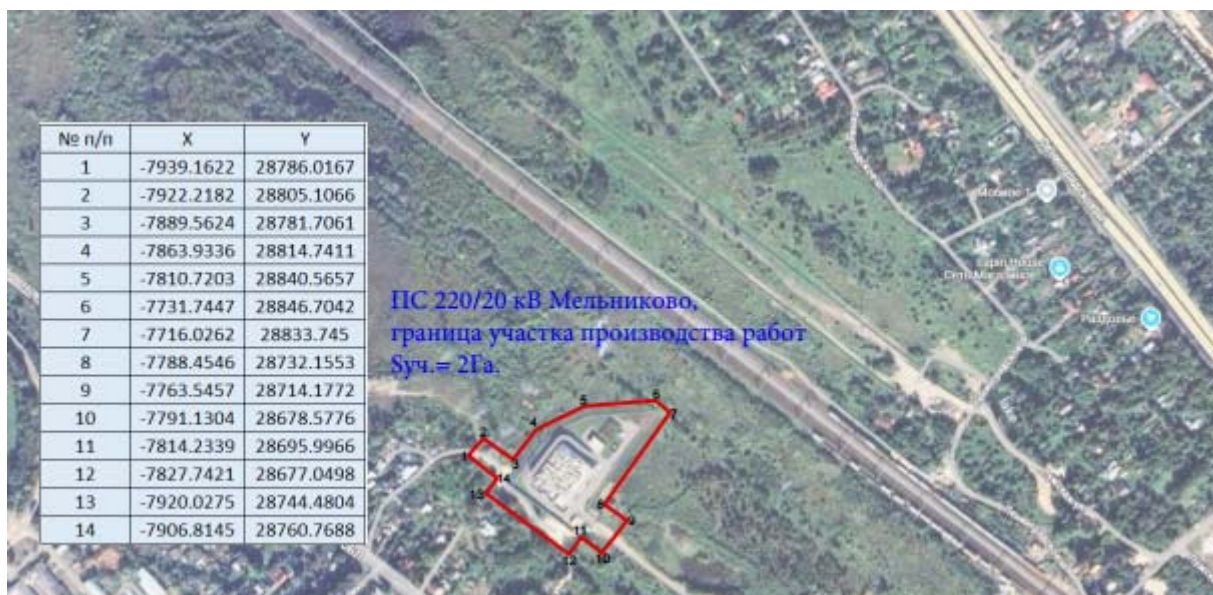 № п/п X Y
1 -7939.1622 28786.0167
2 -7922.2182 28805.1066
3 -7889.5624 28781.7061
4 -7863.9336 28814.7411
5 -7810.7203 28840.5657
6 -7731.7447 28846.7042
7 -7716.0262 28833.745
8 -7788.4546 28732.1553
9 -7763.5457 28714.1772
10 -7791.1304 28678.5776
11 -7814.2339 28695.9966
12 -7827.7421 28677.0498
13 -7920.0275 28744.4804
14 -7906.8145 28760.7688
ПС 220/20 кВ Мельниково,
граница участка производства работ
Sуч.= 2Га.
1
2
3
4
5
6
7
8
9
10
11
12
13
14